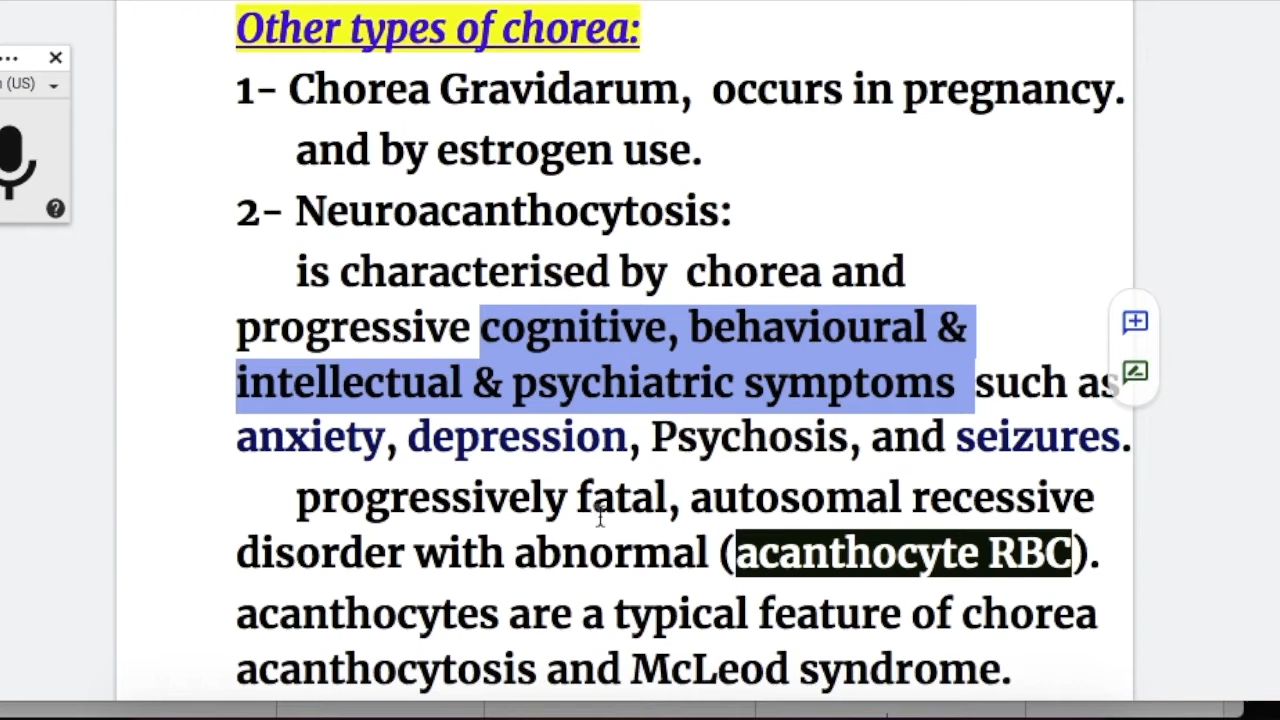 Other types of chorea:
1- Chorea Gravidarum, occurs in pregnancy.
and by estrogen use.
(US)
2- Neuroacanthocytosis:
is characterised by chorea and
progressive cognitive, behavioural &
intellectual & psychiatric symptoms such as
anxiety, depression, Psychosis, and seizures.
progressively fatal, autosomal recessive
disorder with abnormal (acanthocyte RBC).
acanthocytes are a typical feature of chorea
acanthocytosis and McLeod syndrome.